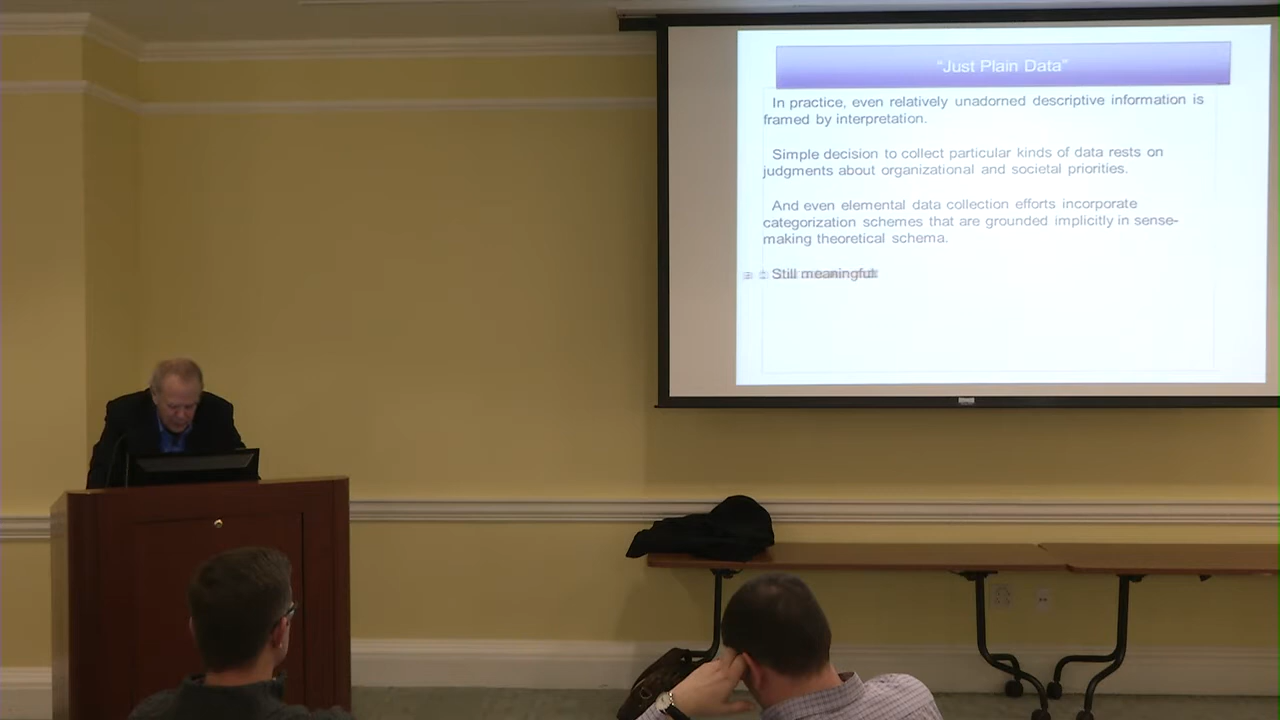 "Just Plain Data"
In practice, even relatively unadorned descriptive information is
framed by interpretation.
Simple decision to collect particular kinds of data rests on
judgments about organizational and societal priorities.
And even elemental data collection efforts incorporate
categorization schemes that are grounded implicitly in sense-
making theoretical schema.
Still meaningful